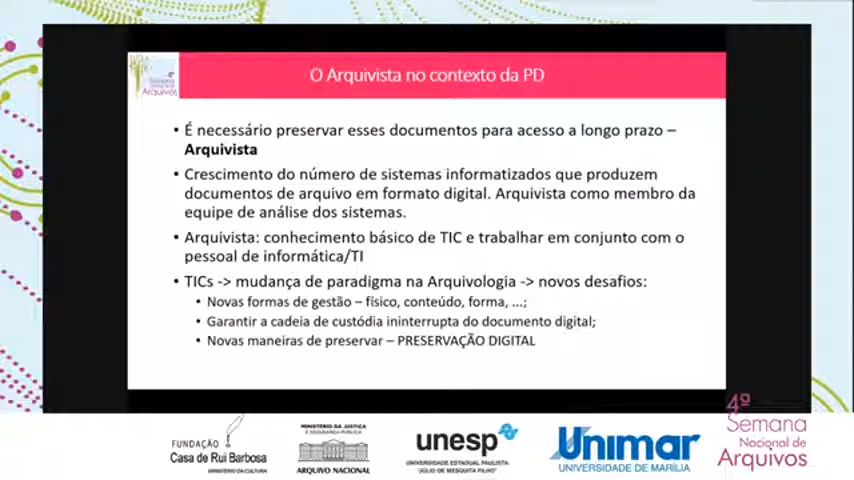 O Arquivista no contexto da PD
4ª
Semana
Nacional de
Arquivos
• É necessário preservar esses documentos para acesso a longo prazo –
Arquivista
• Crescimento do número de sistemas informatizados que produzem
documentos de arquivo em formato digital. Arquivista como membro da
equipe de análise dos sistemas.
• Arquivista: conhecimento básico de TIC e trabalhar em conjunto com o
pessoal de informática/TI
• TICs -> mudança de paradigma na Arquivologia -> novos desafios:
• Novas formas de gestão – físico, conteúdo, forma, ...;
• Garantir a cadeia de custódia ininterrupta do documento digital;
• Novas maneiras de preservar – PRESERVAÇÃO DIGITAL
FUNDAÇÃO
Casa de Rui Barbosa
MINISTÉRIO DA CULTURA
MINISTÉRIO DA JUSTIÇA
E SEGURANÇA PÚBLICA
ARQUIVO NACIONAL
unesp
UNIVERSIDADE ESTADUAL PAULISTA
"JÚLIO DE MESQUITA FILHO"
Unimar
UNIVERSIDADE DE MARÍLIA
4º
Semana
Nacional de
Arquivos